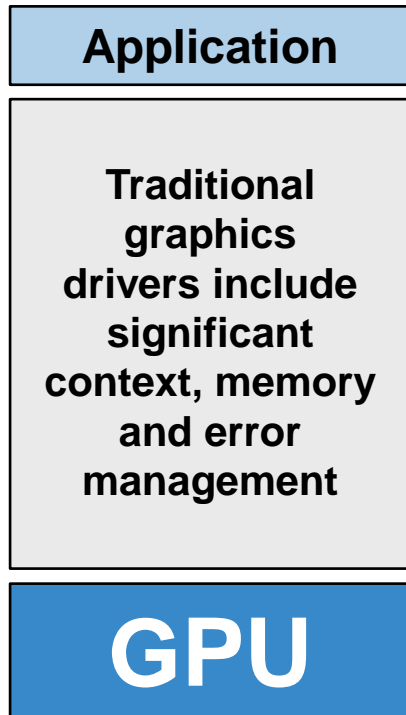 Application
Traditional
graphics
drivers include
significant
context, memory
and error
management
GPU